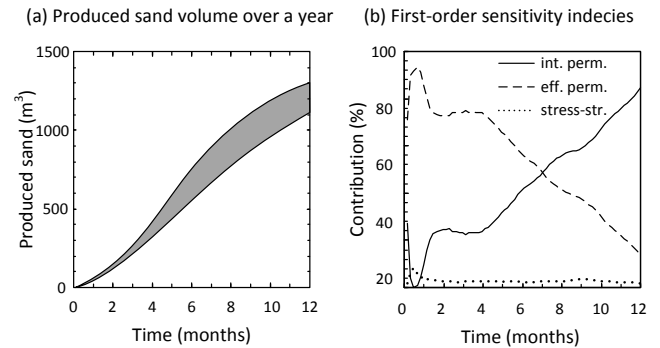 (a) Produced sand volume over a year
(b) First-order sensitivity indecies
1500
1000
500
0
0 2 4 6 8 10 12
Produced sand (m³)
Time (months)
100
80
60
40
20
0 2 4 6 8 10 12
Contribution (%)
Time (months)
int. perm.
eff. perm.
stress-str.